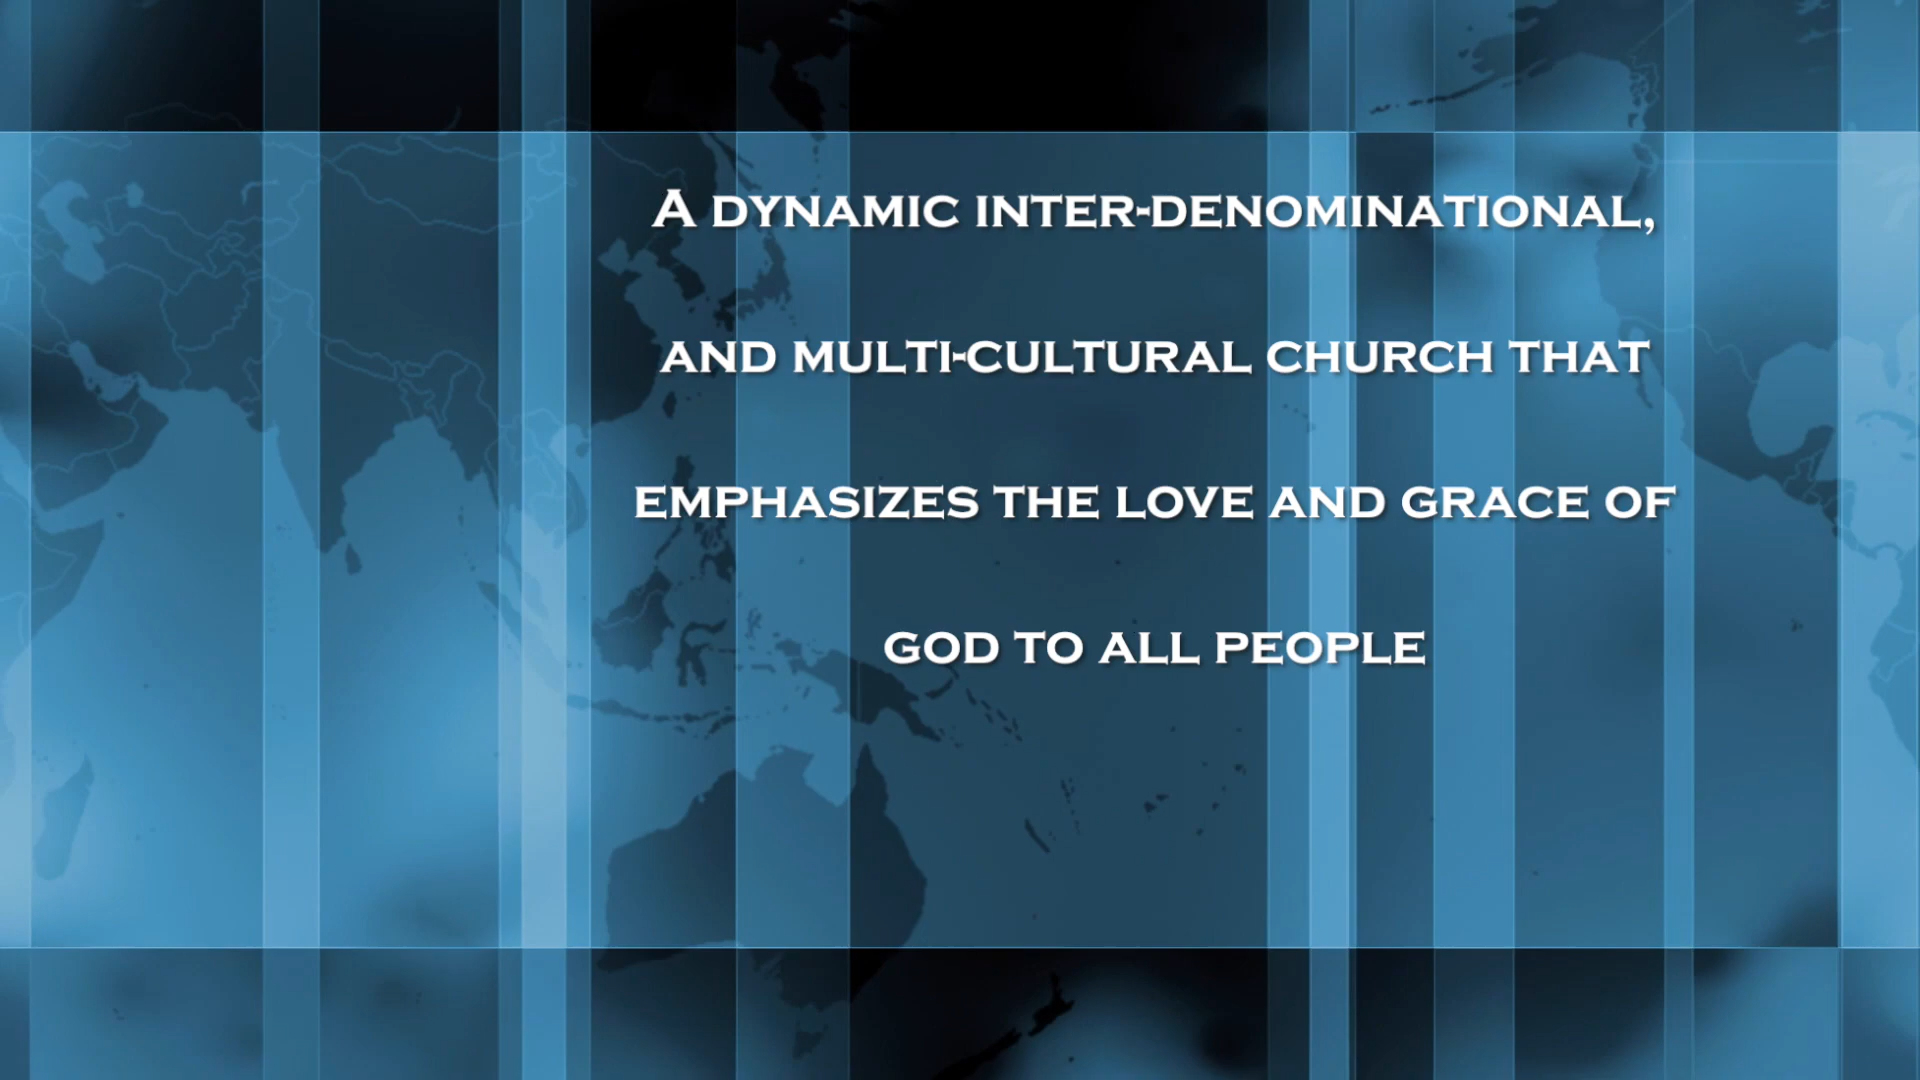 A DYNAMIC INTER-DENOMINATIONAL,
AND MULTI-CULTURAL CHURCH THAT
EMPHASIZES THE LOVE AND GRACE OF
GOD TO ALL PEOPLE